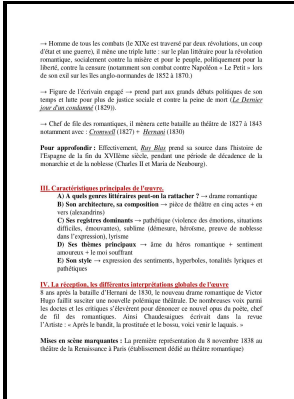 → Homme de tous les combats (le XIXe est traversé par deux révolutions, un coup
d'état et une guerre), il mène une triple lutte : sur le plan littéraire pour la révolution
romantique, socialement contre la misère et pour le peuple, politiquement pour la
liberté, contre la censure (notamment son combat contre Napoléon « Le Petit » lors
de son exil sur les îles anglo-normandes de 1852 à 1870.)
→ Figure de l'écrivain engagé → prend part aux grands débats politiques de son
temps et lutte pour plus de justice sociale et contre la peine de mort (Le Dernier
jour d'un condamné (1829)).
→ Chef de file des romantiques, il mènera cette bataille au théâtre de 1827 à 1843
notamment avec : Cromwell (1827) + Hernani (1830)
Pour approfondir : Effectivement, Ruy Blas prend sa source dans l'histoire de
l'Espagne de la fin du XVIIème siècle, pendant une période de décadence de la
monarchie et de la noblesse (Charles II et Maria de Neubourg).
III. Caractéristiques principales de l'œuvre.
A) A quels genres littéraires peut-on la rattacher ? → drame romantique
B) Son architecture, sa composition → pièce de théâtre en cinq actes + en
vers (alexandrins)
C) Ses registres dominants → pathétique (violence des émotions, situations
difficiles, émouvantes), sublime (démesure, héroïsme, preuve de noblesse
dans l'expression), lyrisme
D) Ses thèmes principaux → âme du héros romantique + sentiment
amoureux + le moi souffrant
E) Son style → expression des sentiments, hyperboles, tonalités lyriques et
pathétiques
IV. La réception, les différentes interprétations globales de l'œuvre
8 ans après la bataille d'Hernani de 1830, le nouveau drame romantique de Victor
Hugo faillit susciter une nouvelle polémique théâtrale. De nombreuses voix parmi
les doctes et les critiques s'élevèrent pour dénoncer ce nouvel opus du poète, chef
de fil des romantiques. Ainsi Chaudesaigues écrivait dans la revue
l'Artiste : « Après le bandit, la prostituée et le bossu, voici venir le laquais. »
Mises en scène marquantes : La première représentation du 8 novembre 1838 au
théâtre de la Renaissance à Paris (établissement dédié au théâtre romantique)